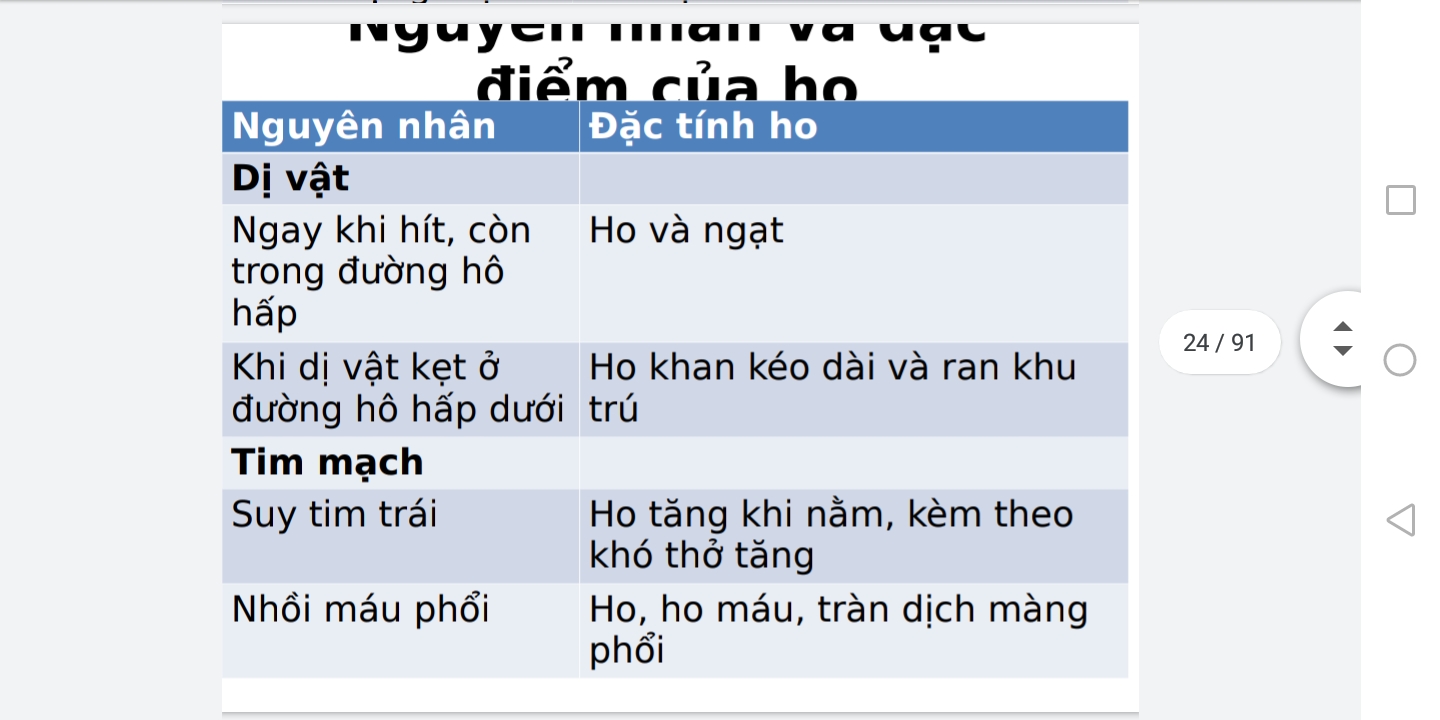 Nguyên nhân và đặc
điểm của ho
Nguyên nhân
Đặc tính ho
Dị vật
Ngay khi hít, còn
trong đường hô
hấp
Ho và ngạt
Khi dị vật kẹt ở
đường hô hấp dưới
Ho khan kéo dài và ran khu
trú
Tim mạch
Suy tim trái
Ho tăng khi nằm, kèm theo
khó thở tăng
Nhồi máu phổi
Ho, ho máu, tràn dịch màng
phổi
24 / 91